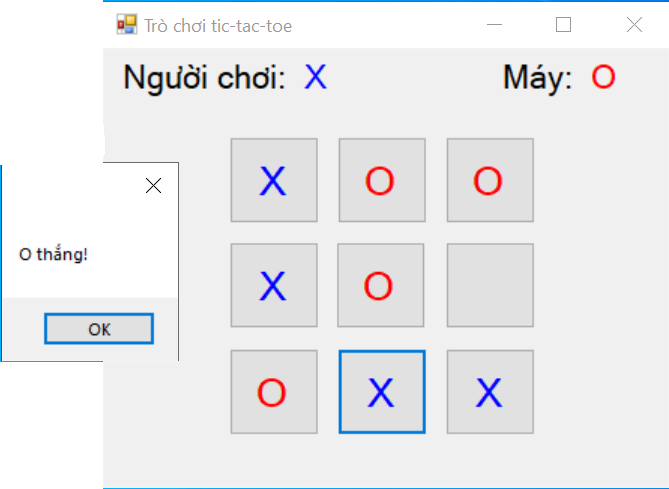 Trò chơi tic-tac-toe
Người chơi: X Máy: O
X O O
X O
O X X
O thắng!
OK